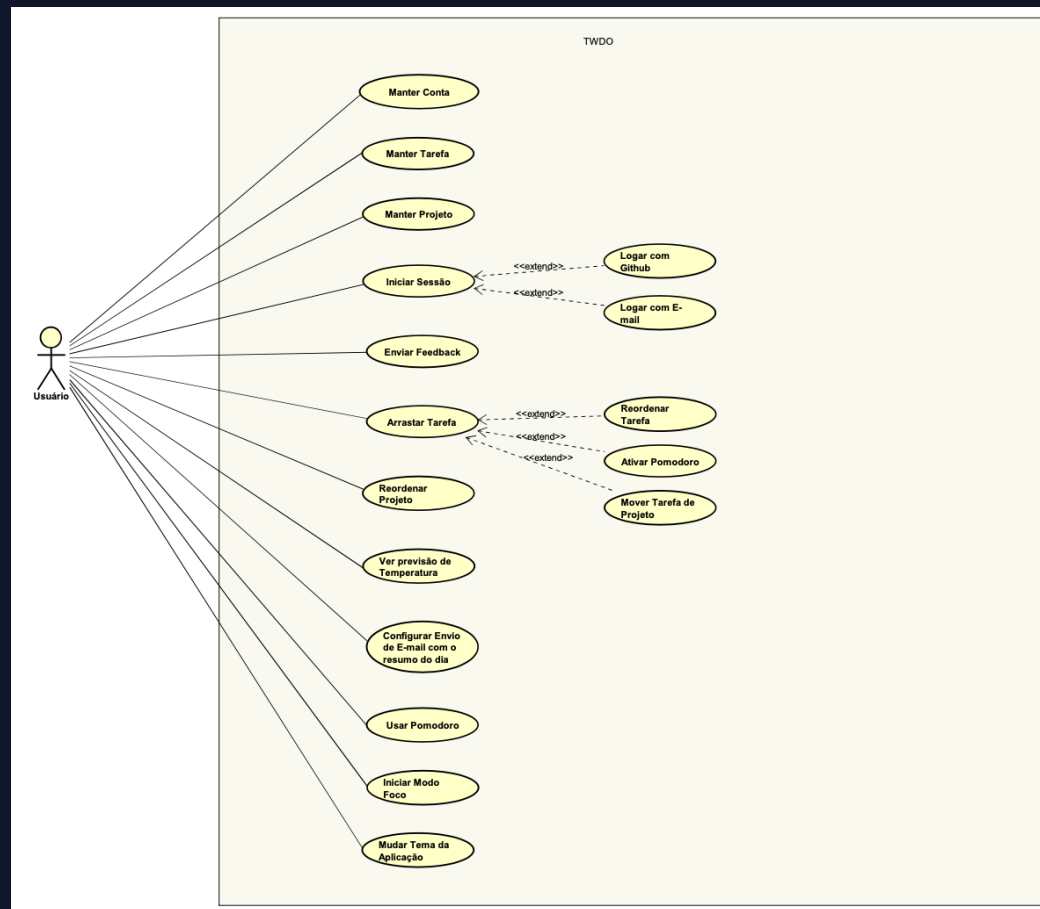 TWDO
Manter Conta
Manter Tarefa
Manter Projeto
Iniciar Sessão
<<extend>>
Logar com
Github
<<extend>>
Logar com E-
mail
Usuário
Enviar Feedback
Arrastar Tarefa
<<extend>>
Reordenar
Tarefa
<<extend>>
Ativar Pomodoro
<<extend>>
Mover Tarefa de
Projeto
Reordenar
Projeto
Ver previsão de
Temperatura
Configurar Envio
de E-mail com o
resumo do dia
Usar Pomodoro
Iniciar Modo
Foco
Mudar Tema da
Aplicação